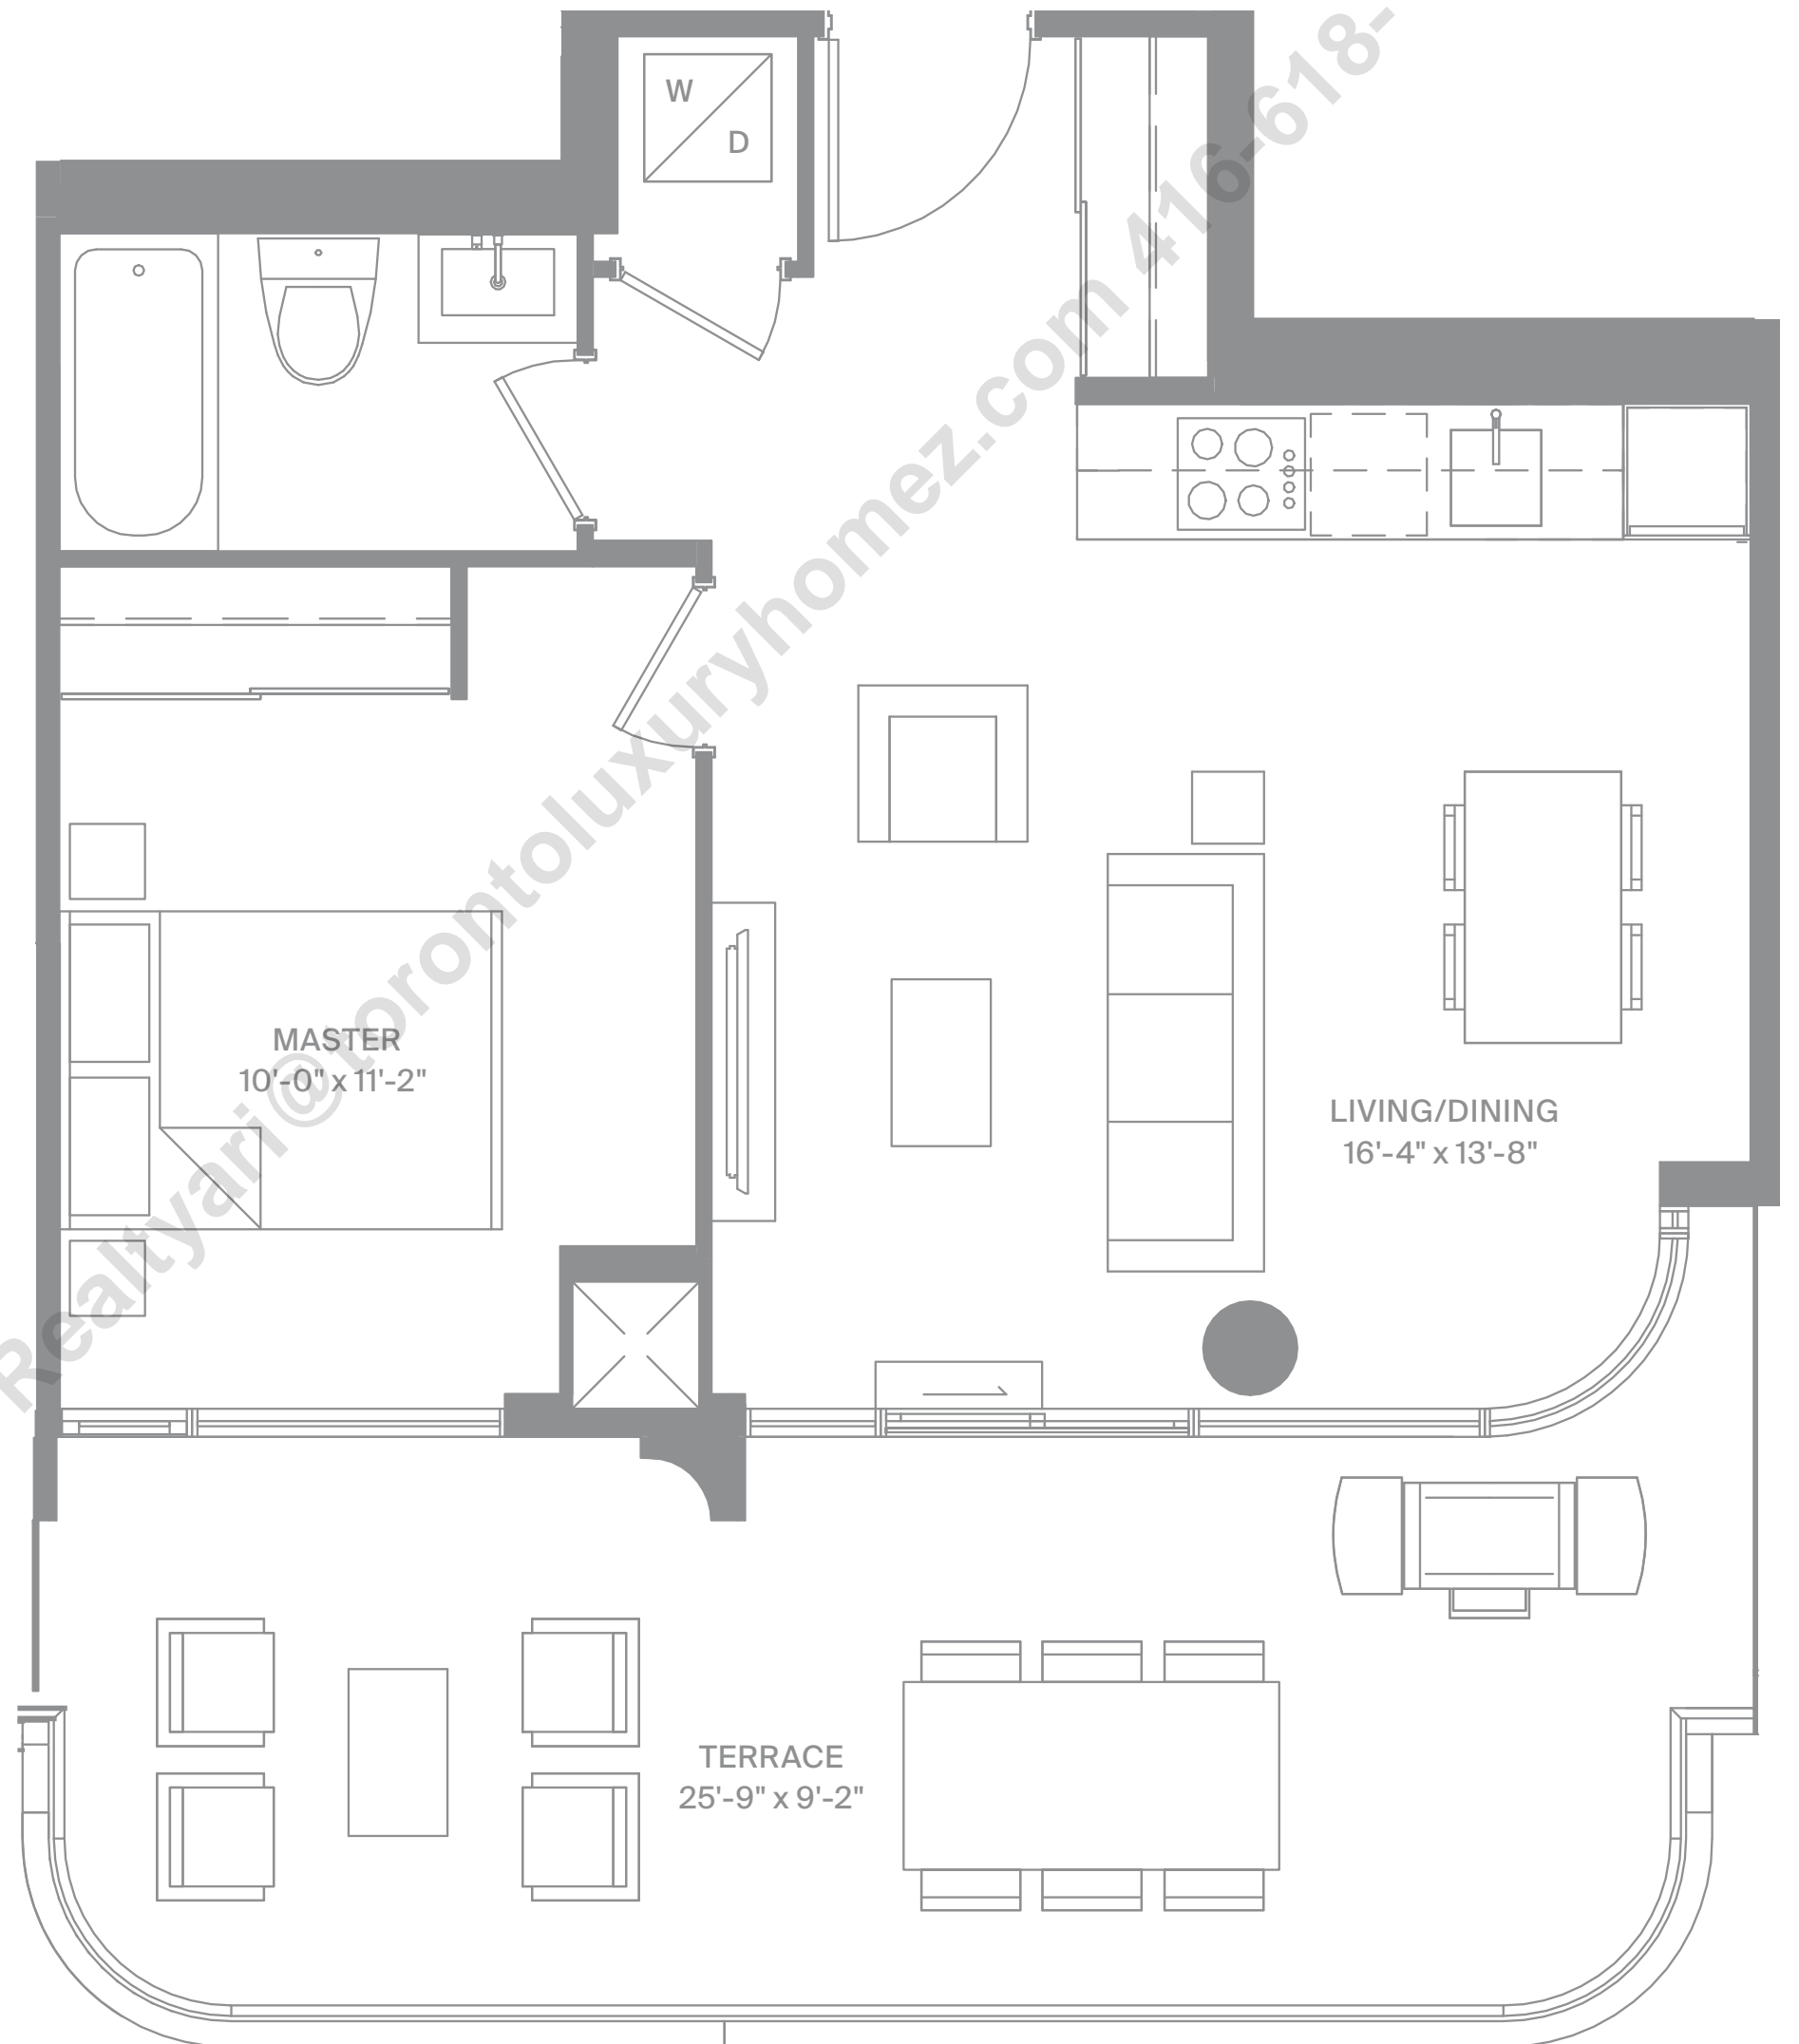 W
D
Realtyari@torontoluxuryhomez.com 416-618-
MASTER
10'-0" x 11'-2"
LIVING/DINING
16'-4" x 13'-8"
TERRACE
25'-9" x 9'-2"